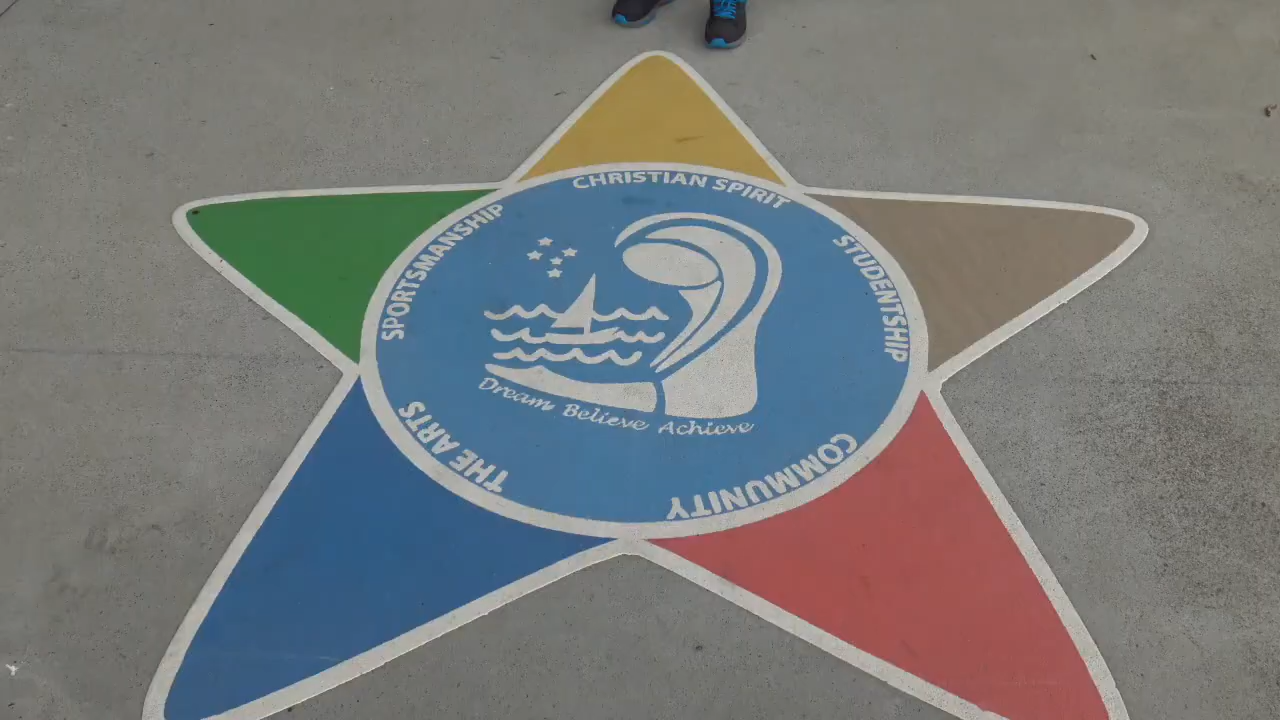 CHRISTIAN SPIRIT
SPORTSMANSHIP
STUDENTSHIP
Dream Believe Achieve
THE ARTS
COMMUNITY